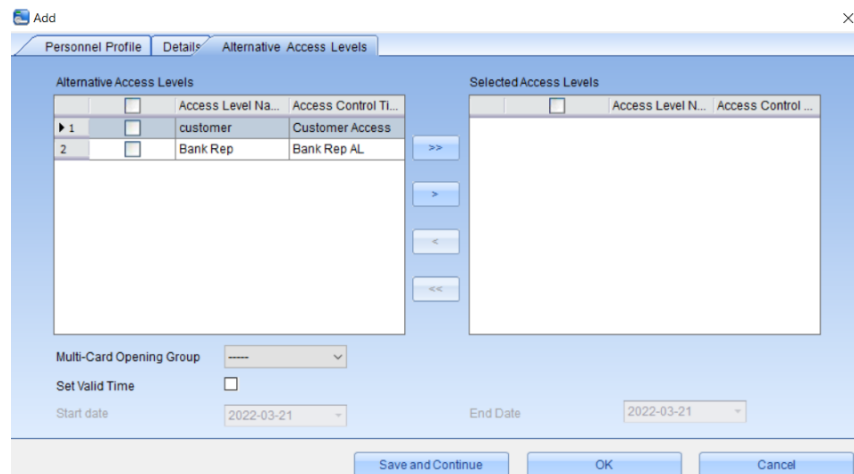 Add
Personnel Profile Details Alternative Access Levels
Alternative Access Levels Selected Access Levels
Access Level Na... Access Control Ti... Access Level N... Access Control ...
1 customer Customer Access
2 Bank Rep Bank Rep AL
>>
>
<
<<
Multi-Card Opening Group -----
Set Valid Time
Start date 2022-03-21 End Date 2022-03-21
Save and Continue OK Cancel